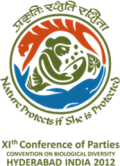 प्रकृतिः रक्षति रक्षिता
Nature Protects if She is Protected
XIth Conference of Parties
CONVENTION ON BIOLOGICAL DIVERSITY
HYDERABAD INDIA 2012